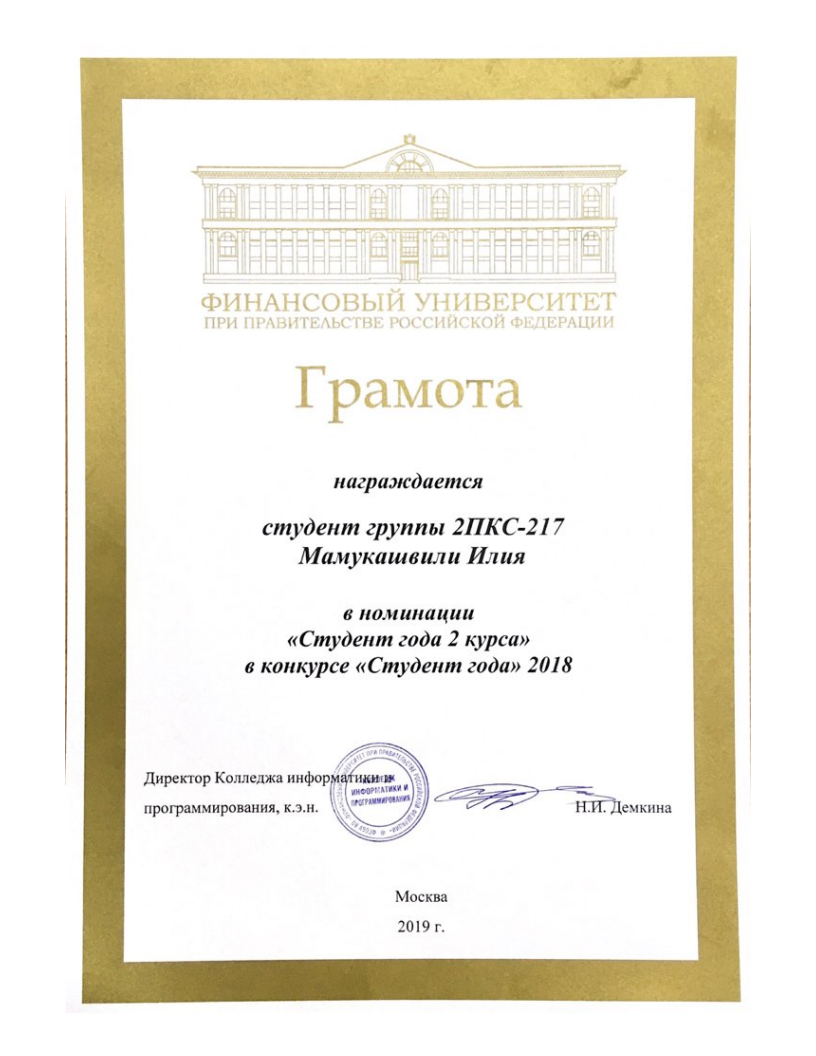 ФИНАНСОВЫЙ УНИВЕРСИТЕТ
ПРИ ПРАВИТЕЛЬСТВЕ РОССИЙСКОЙ ФЕДЕРАЦИИ
Грамота
награждается
студент группы 2ПКС-217
Мамукашвили Илия
в номинации
«Студент года 2 курса»
в конкурсе «Студент года» 2018
Директор Колледжа информатики и
программирования, к.э.н.
Н.И. Демкина
КОЛЛЕДЖ
ИНФОРМАТИКИ И
ПРОГРАММИРОВАНИЯ
Москва
2019 г.